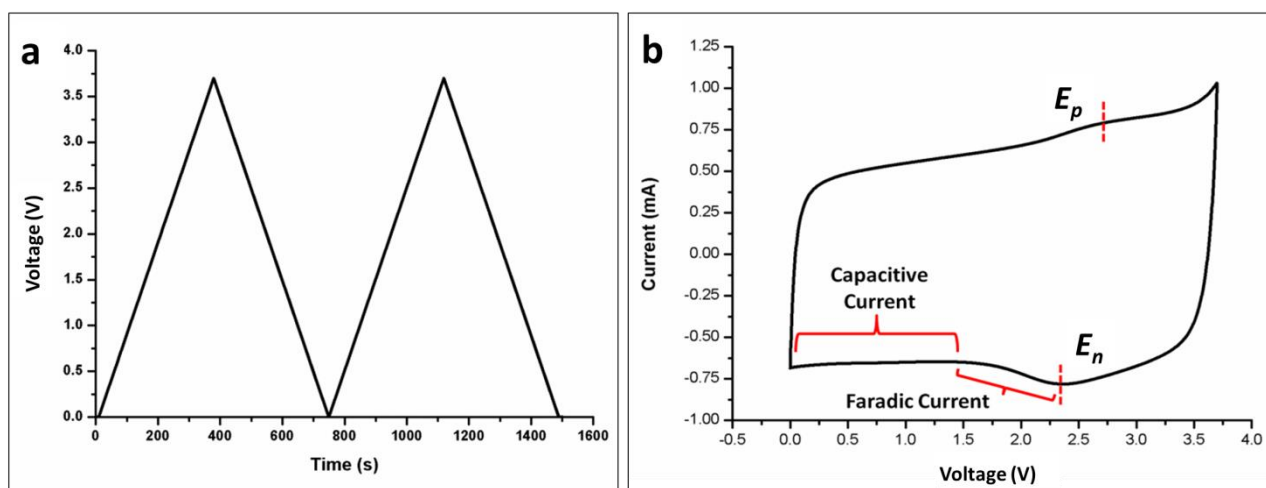 a
4.0
3.5
3.0
2.5
2.0
1.5
1.0
0.5
0.0
0 200 400 600 800 1000 1200 1400 1600
Voltage (V)
Time (s)
b
1.25
1.00
0.75
0.50
0.25
0.00
-0.25
-0.50
-0.75
-1.00
-0.5 0.0 0.5 1.0 1.5 2.0 2.5 3.0 3.5 4.0
Current (mA)
Voltage (V)
Ep
Capacitive
Current
En
Faradic Current